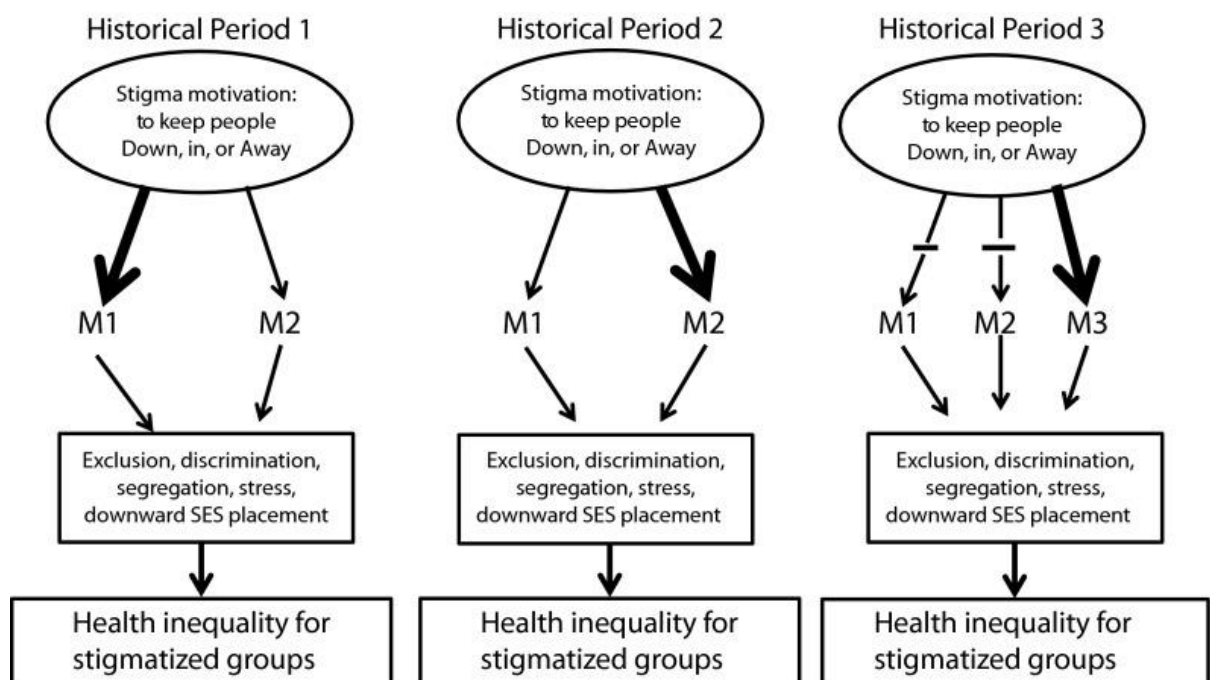 Historical Period 1
Stigma motivation:
to keep people
Down, in, or Away
M1
M2
Exclusion, discrimination,
segregation, stress,
downward SES placement
Health inequality for
stigmatized groups
Historical Period 2
Stigma motivation:
to keep people
Down, in, or Away
M1
M2
Exclusion, discrimination,
segregation, stress,
downward SES placement
Health inequality for
stigmatized groups
Historical Period 3
Stigma motivation:
to keep people
Down, in, or Away
M1
M2
M3
Exclusion, discrimination,
segregation, stress,
downward SES placement
Health inequality for
stigmatized groups